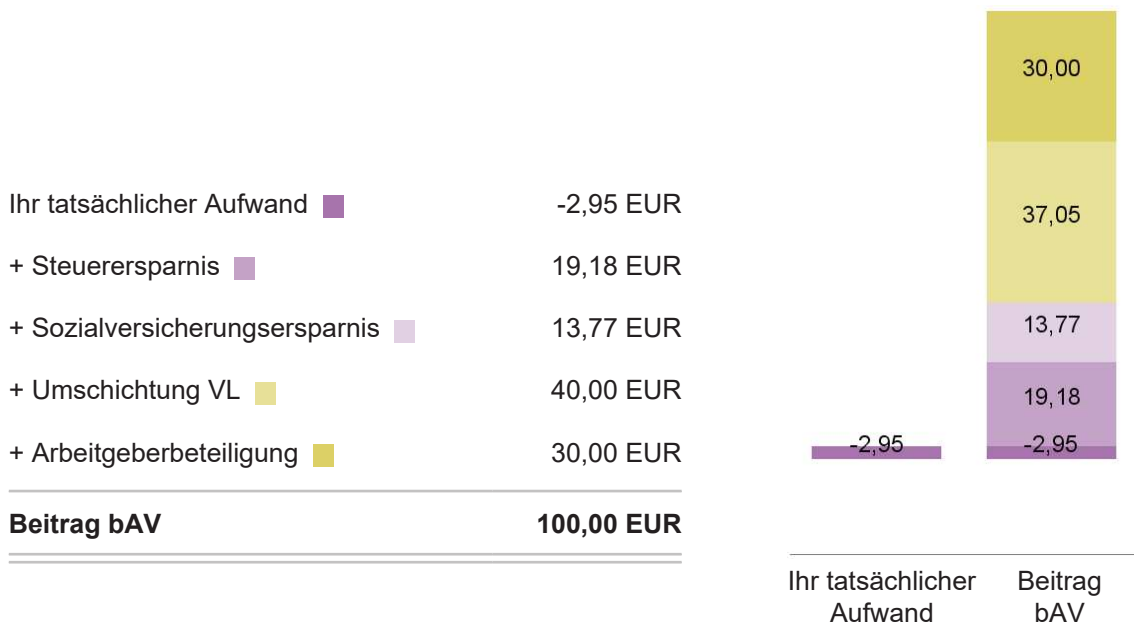 Ihr tatsächlicher Aufwand -2,95 EUR
+ Steuerersparnis 19,18 EUR
+ Sozialversicherungsersparnis 13,77 EUR
+ Umschichtung VL 40,00 EUR
+ Arbeitgeberbeteiligung 30,00 EUR
Beitrag bAV 100,00 EUR
30,00
37,05
13,77
19,18
-2,95
-2,95
Ihr tatsächlicher
Aufwand
Beitrag
bAV